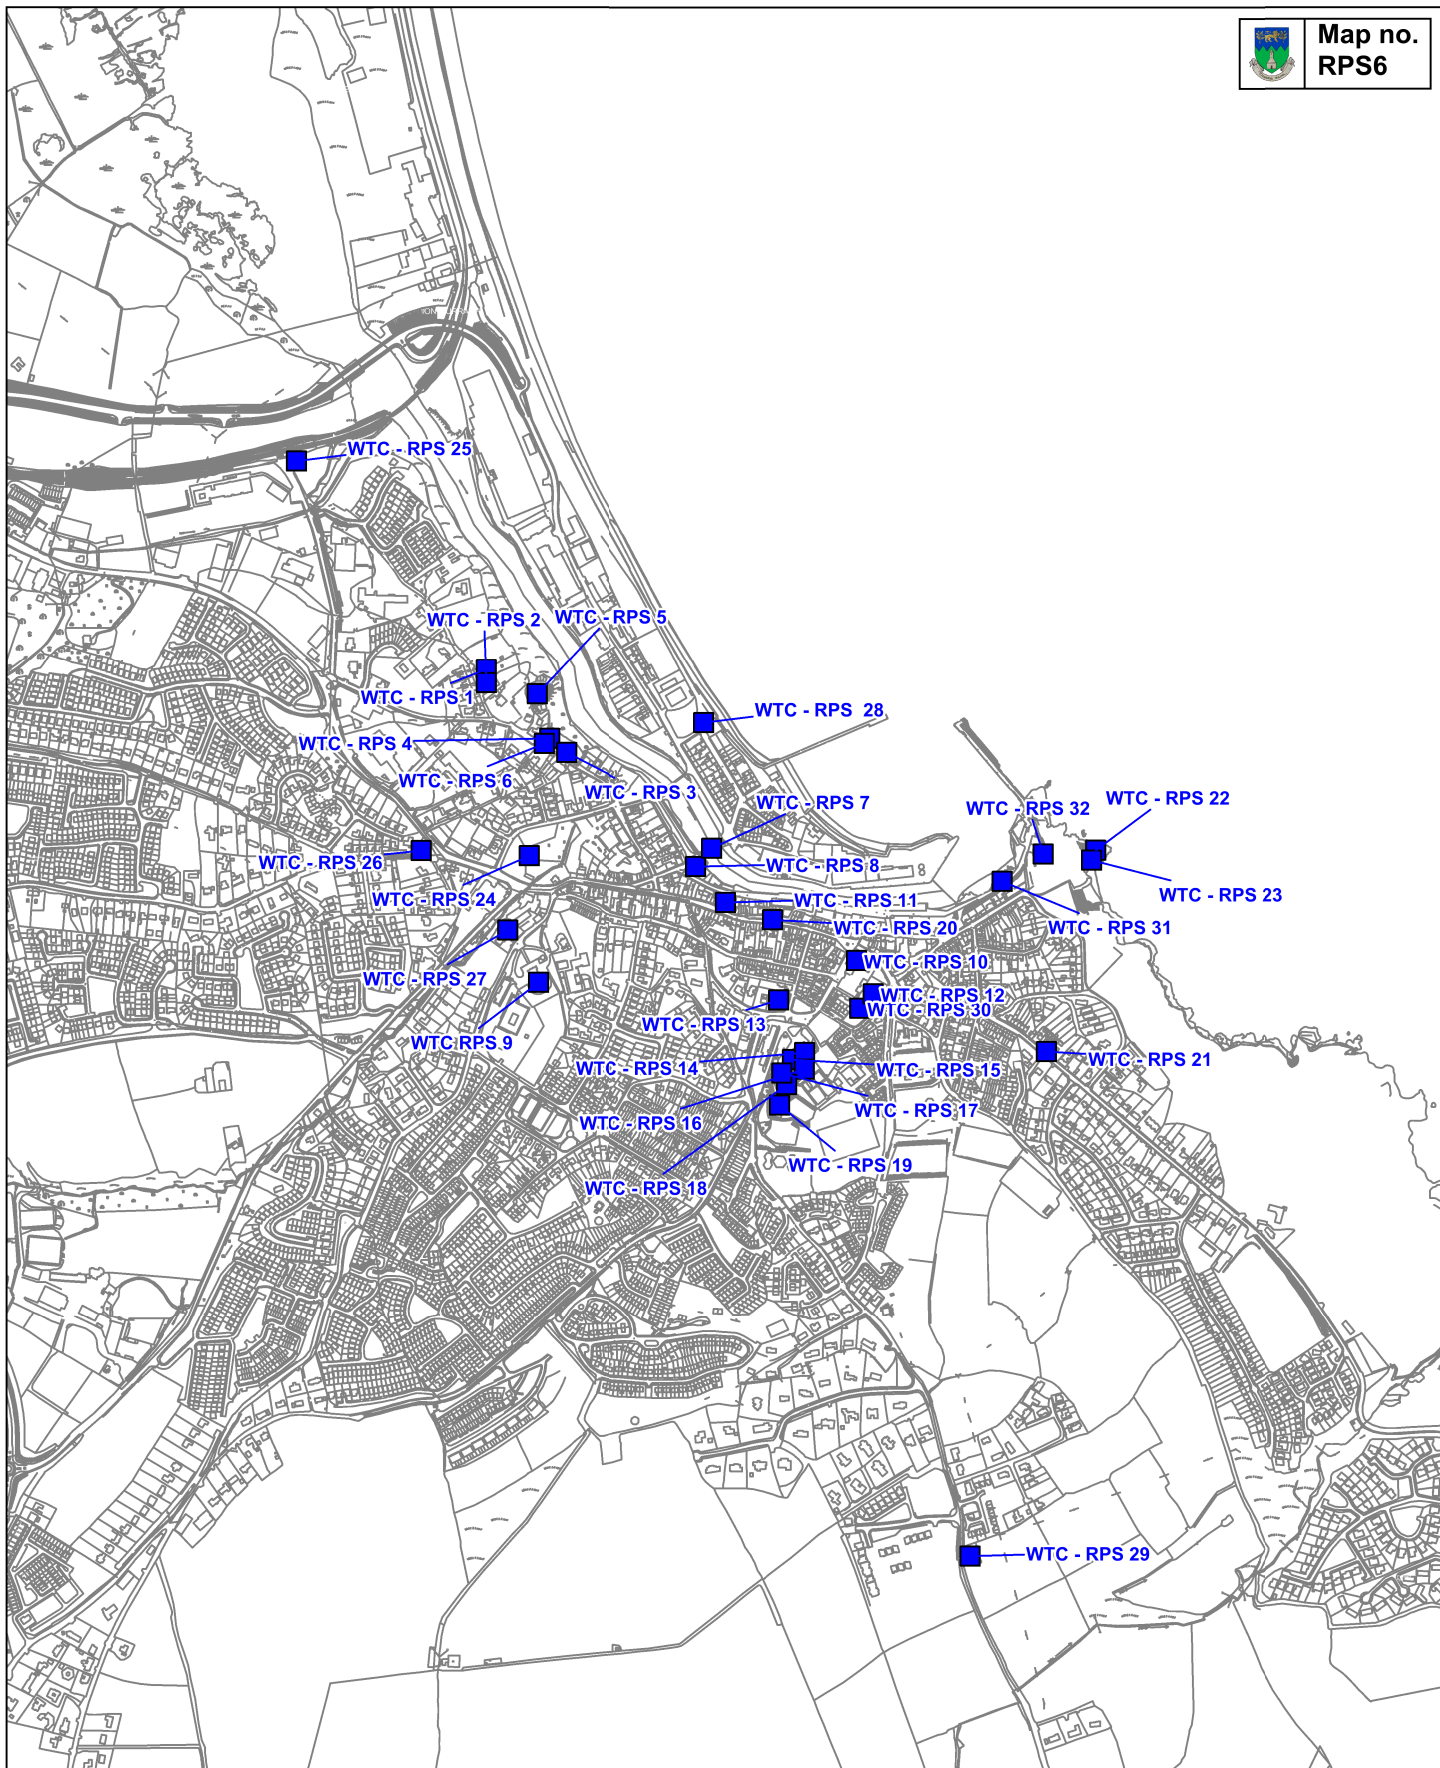 Map no.
RPS6
WTC - RPS 25
WTC - RPS 2
WTC - RPS 5
WTC - RPS 1
WTC - RPS  28
WTC - RPS 4
WTC - RPS 6
WTC - RPS 3
WTC - RPS 7
WTC - RPS 32
WTC - RPS 22
WTC - RPS 26
WTC - RPS 8
WTC - RPS 23
WTC - RPS 24
WTC - RPS 11
WTC - RPS 20
WTC - RPS 31
WTC - RPS 10
WTC - RPS 27
WTC - RPS 12
WTC - RPS 30
WTC - RPS 13
WTC RPS 9
WTC - RPS 21
WTC - RPS 14
WTC - RPS 15
WTC - RPS 17
WTC - RPS 16
WTC - RPS 19
WTC - RPS 18
WTC - RPS 29